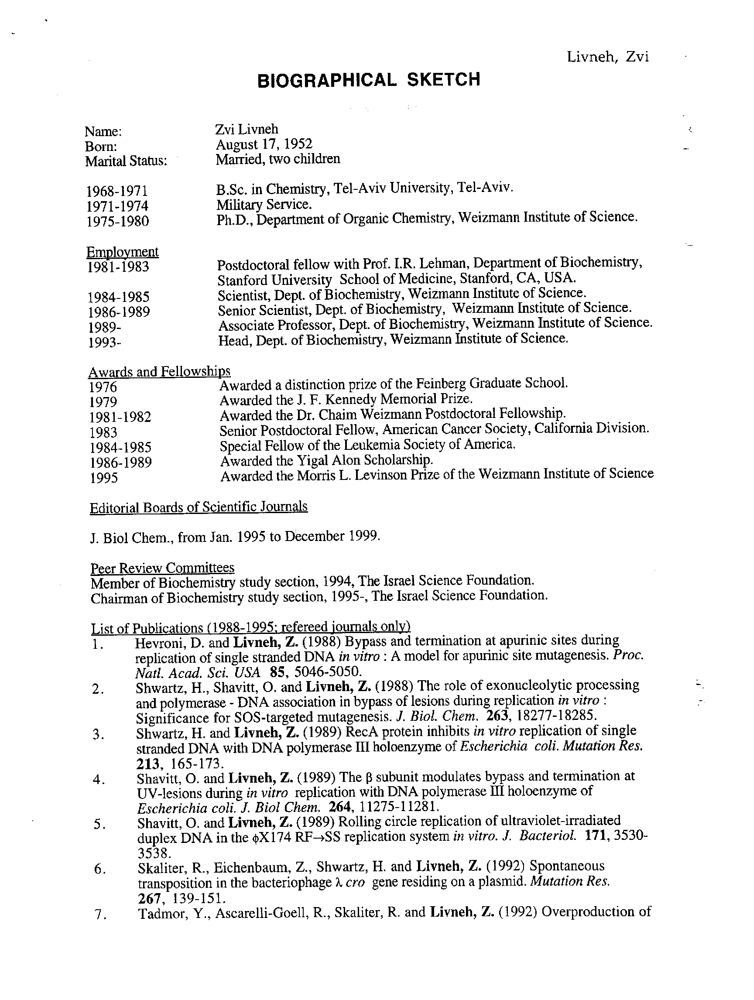 Livneh, Zvi
BIOGRAPHICAL SKETCH
Name: Zvi Livneh
Born: August 17, 1952
Marital Status: Married, two children
1968-1971 B.Sc. in Chemistry, Tel-Aviv University, Tel-Aviv.
1971-1974 Military Service.
1975-1980 Ph.D., Department of Organic Chemistry, Weizmann Institute of Science.
Employment
1981-1983 Postdoctoral fellow with Prof. I.R. Lehman, Department of Biochemistry,
Stanford University School of Medicine, Stanford, CA, USA.
1984-1985 Scientist, Dept. of Biochemistry, Weizmann Institute of Science.
1986-1989 Senior Scientist, Dept. of Biochemistry, Weizmann Institute of Science.
1989- Associate Professor, Dept. of Biochemistry, Weizmann Institute of Science.
1993- Head, Dept. of Biochemistry, Weizmann Institute of Science.
Awards and Fellowships
1976 Awarded a distinction prize of the Feinberg Graduate School.
1979 Awarded the J. F. Kennedy Memorial Prize.
1981-1982 Awarded the Dr. Chaim Weizmann Postdoctoral Fellowship.
1983 Senior Postdoctoral Fellow, American Cancer Society, California Division.
1984-1985 Special Fellow of the Leukemia Society of America.
1986-1989 Awarded the Yigal Alon Scholarship.
1995 Awarded the Morris L. Levinson Prize of the Weizmann Institute of Science
Editorial Boards of Scientific Journals
J. Biol Chem., from Jan. 1995 to December 1999.
Peer Review Committees
Member of Biochemistry study section, 1994, The Israel Science Foundation.
Chairman of Biochemistry study section, 1995-, The Israel Science Foundation.
List of Publications (1988-1995; refereed journals only)
1. Hevroni, D. and Livneh, Z. (1988) Bypass and termination at apurinic sites during
replication of single stranded DNA in vitro : A model for apurinic site mutagenesis. Proc.
Natl. Acad. Sci. USA 85, 5046-5050.
2. Shwartz, H., Shavitt, O. and Livneh, Z. (1988) The role of exonucleolytic processing
and polymerase - DNA association in bypass of lesions during replication in vitro :
Significance for SOS-targeted mutagenesis. J. Biol. Chem. 263, 18277-18285.
3. Shwartz, H. and Livneh, Z. (1989) RecA protein inhibits in vitro replication of single
stranded DNA with DNA polymerase III holoenzyme of Escherichia coli. Mutation Res.
213, 165-173.
4. Shavitt, O. and Livneh, Z. (1989) The β subunit modulates bypass and termination at
UV-lesions during in vitro replication with DNA polymerase III holoenzyme of
Escherichia coli. J. Biol Chem. 264, 11275-11281.
5. Shavitt, O. and Livneh, Z. (1989) Rolling circle replication of ultraviolet-irradiated
duplex DNA in the ϕX174 RF→SS replication system in vitro. J. Bacteriol. 171, 3530-
3538.
6. Skaliter, R., Eichenbaum, Z., Shwartz, H. and Livneh, Z. (1992) Spontaneous
transposition in the bacteriophage λ cro gene residing on a plasmid. Mutation Res.
267, 139-151.
7. Tadmor, Y., Ascarelli-Goell, R., Skaliter, R. and Livneh, Z. (1992) Overproduction of